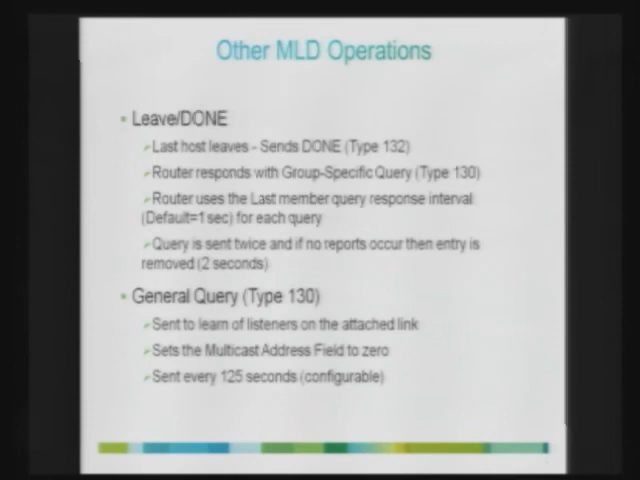 Other MLD Operations
Leave/DONE
Last host leaves - Sends DONE (Type 132)
Router responds with Group-Specific Query (Type 130)
Router uses the Last member query response interval
(Default=1 sec) for each query
Query is sent twice and if no reports occur then entry is
removed (2 seconds)
General Query (Type 130)
Sent to learn of listeners on the attached link
Sets the Multicast Address Field to zero
Sent every 125 seconds (configurable)